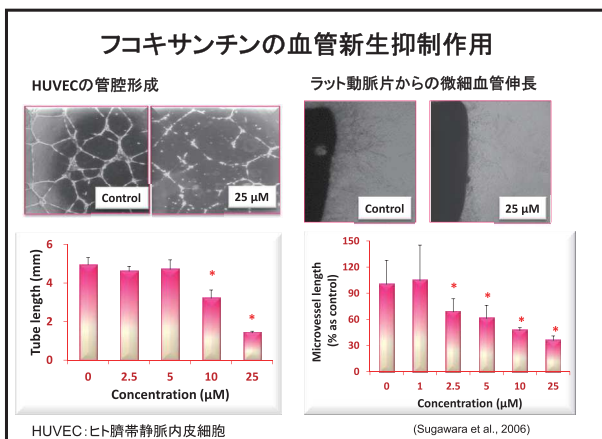 フコキサンチンの血管新生抑制作用
HUVECの管腔形成
Control
25 μM
Tube length (mm)
6
4
2
0
*
*
0 2.5 5 10 25
Concentration (μM)
HUVEC：ヒト臍帯静脈内皮細胞
ラット動脈片からの微細血管伸長
Control
25 μM
Microvessel length
(% as control)
150
120
90
60
30
0
*
*
*
*
0 1 2.5 5 10 25
Concentration (μM)
(Sugawara et al., 2006)